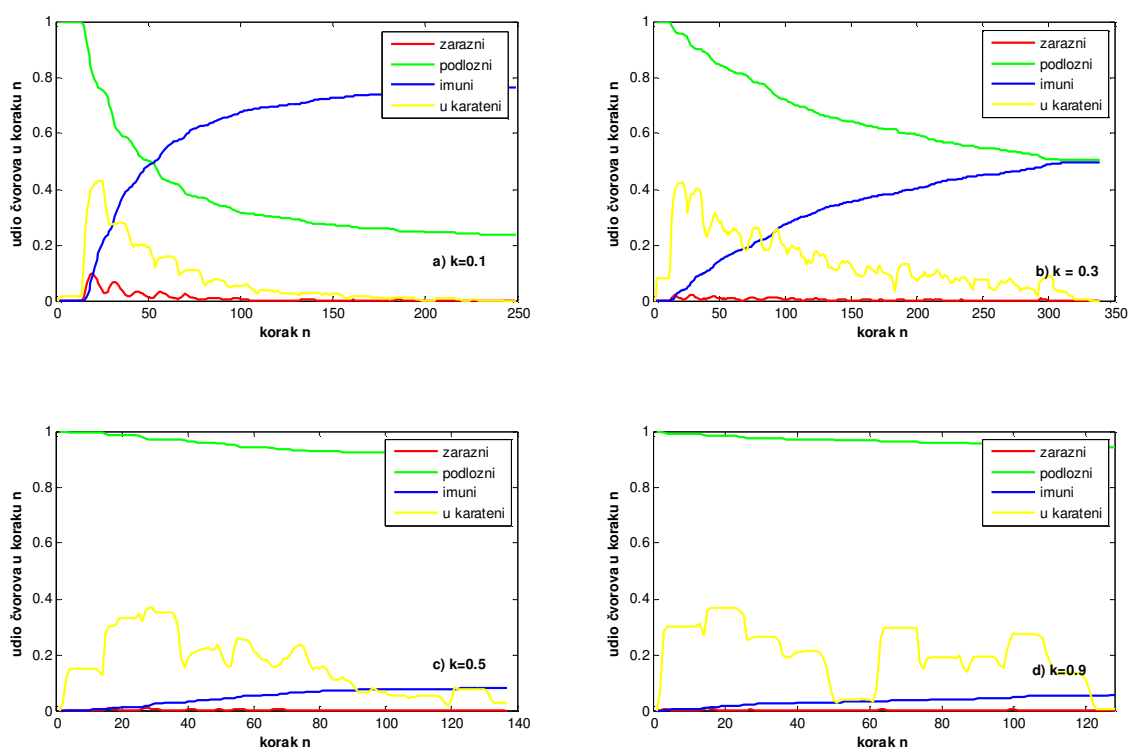 1
0.8
0.6
0.4
0.2
0
udio čvorova u koraku n
zarazni
podlozni
imuni
u karateni
a) k=0.1
0 50 100 150 200 250
korak n
1
0.8
0.6
0.4
0.2
0
udio čvorova u koraku n
zarazni
podlozni
imuni
u karateni
b) k = 0.3
0 50 100 150 200 250 300 350
korak n
1
0.8
0.6
0.4
0.2
0
udio čvorova u koraku n
zarazni
podlozni
imuni
u karateni
c) k=0.5
0 20 40 60 80 100 120 140
korak n
1
0.8
0.6
0.4
0.2
0
udio čvorova u koraku n
zarazni
podlozni
imuni
u karateni
d) k=0.9
0 20 40 60 80 100 120
korak n